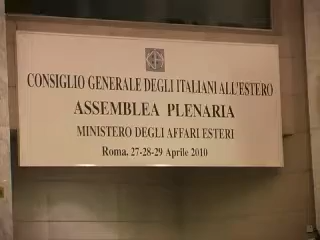 CONSIGLIO GENERALE DEGLI ITALIANI ALL'ESTERO
ASSEMBLEA PLENARIA
MINISTERO DEGLI AFFARI ESTERI
Roma, 27-28-29 Aprile 2010